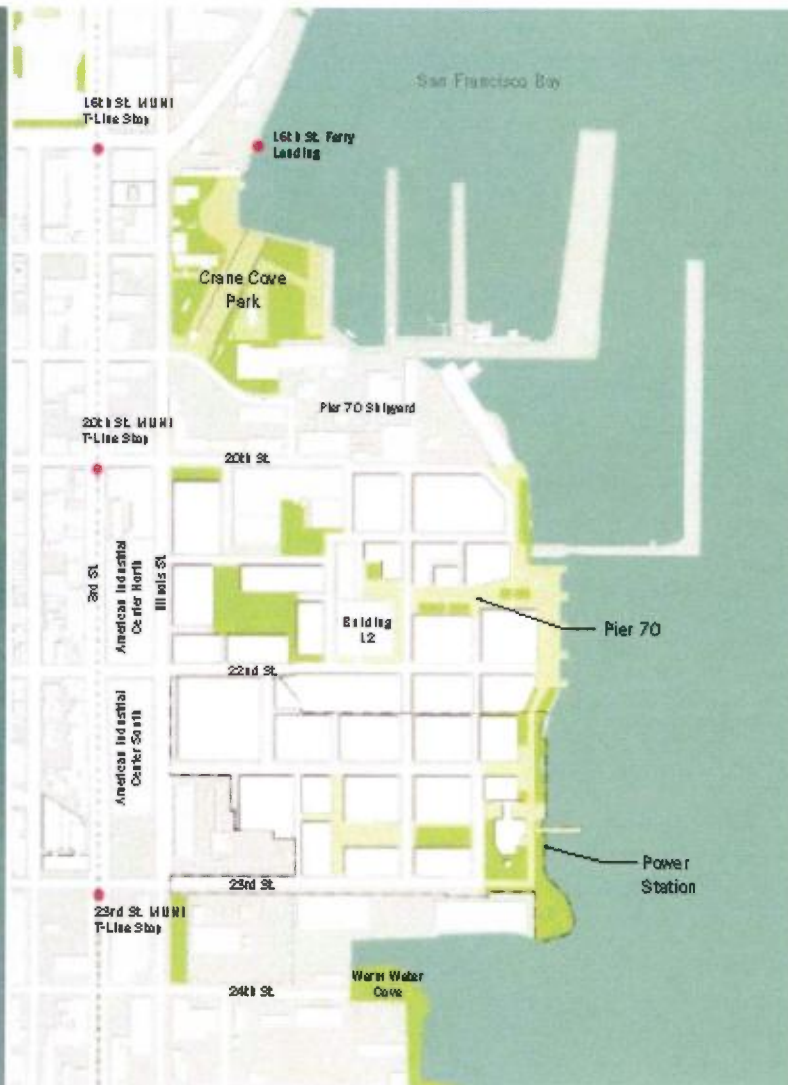 San Francisco Bay
16th St. MUNI
T-Line Stop
16th St. Ferry
Landing
Crane Cove
Park
Pier 70 Shipyard
20th St. MUNI
T-Line Stop
20th St.
3rd St.
American Industrial
Center North
Illinois St.
Building
12
Pier 70
22nd St.
American Industrial
Center South
Power
Station
23rd St.
23rd St. MUNI
T-Line Stop
Warm Water
Cove
24th St.